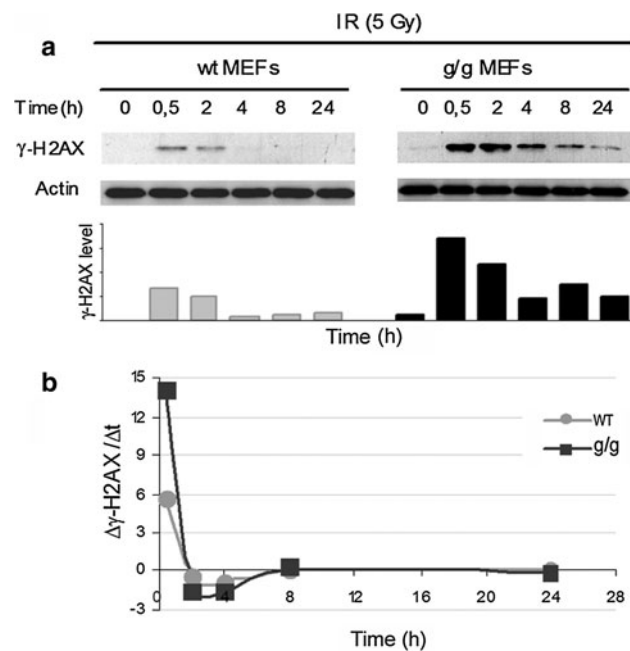 IR (5 Gy)
a
wt MEFs g/g MEFs
Time(h) 0 0,5 2 4 8 24 0 0,5 2 4 8 24
γ-H2AX
Actin
γ-H2AX level
Time (h)
b
15
12
9
6
3
0
-3
Δγ-H2AX/Δt
WT
g/g
0 4 8 12 16 20 24 28
Time (h)